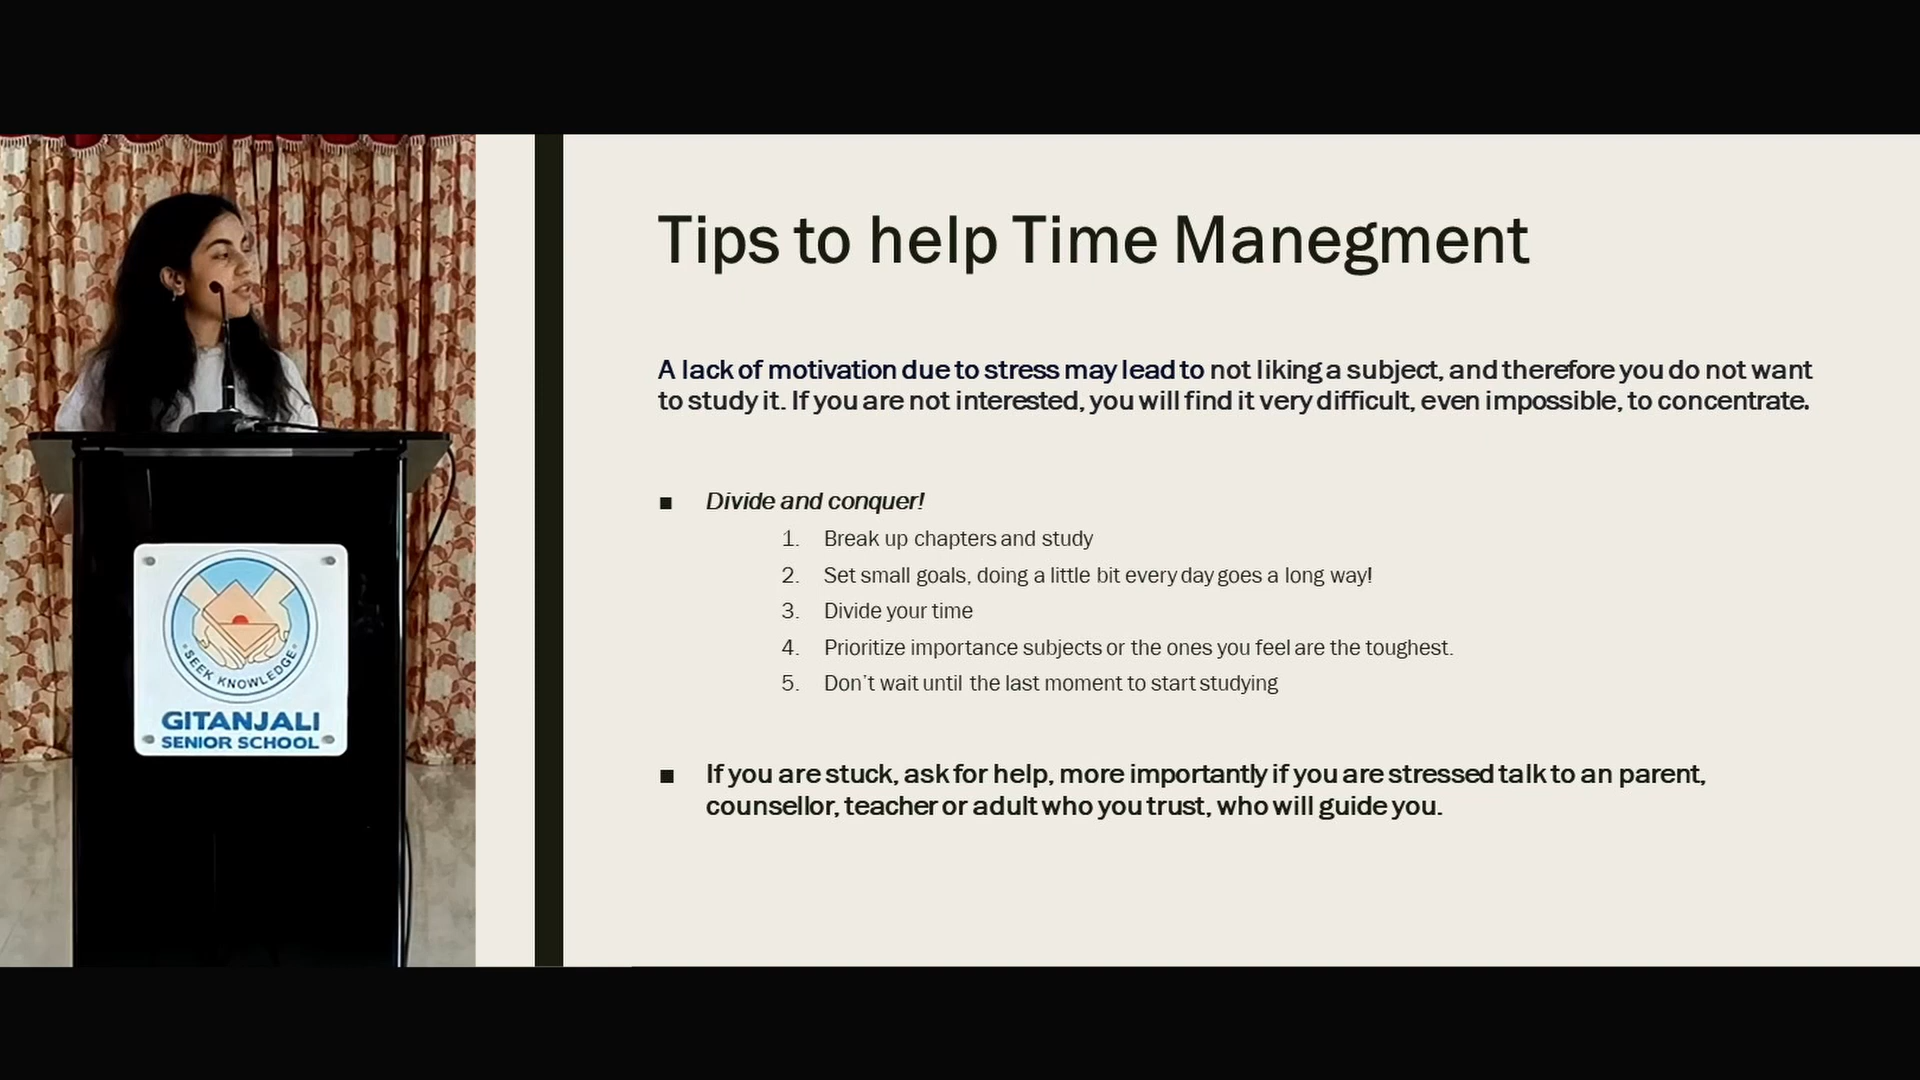 Tips to help Time Manegment
A lack of motivation due to stress may lead to not liking a subject, and therefore you do not want
to study it. If you are not interested, you will find it very difficult, even impossible, to concentrate.
■ Divide and conquer!
1. Break up chapters and study
2. Set small goals, doing a little bit every day goes a long way!
3. Divide your time
4. Prioritize importance subjects or the ones you feel are the toughest.
5. Don't wait until the last moment to start studying
■ If you are stuck, ask for help, more importantly if you are stressed talk to an parent,
counsellor, teacher or adult who you trust, who will guide you.
SEEK KNOWLEDGE
GITANJALI
SENIOR SCHOOL